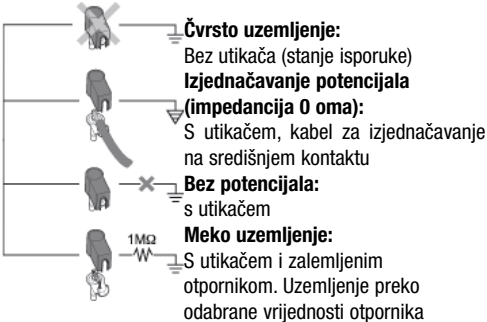 Čvrsto uzemljenje:
Bez utikača (stanje isporuke)
Izjednačavanje potencijala
(impedancija 0 oma):
S utikačem, kabel za izjednačavanje
na središnjem kontaktu
Bez potencijala:
s utikačem
Meko uzemljenje:
1MΩ
S utikačem i zalemljenim
otpornikom. Uzemljenje preko
odabrane vrijednosti otpornika